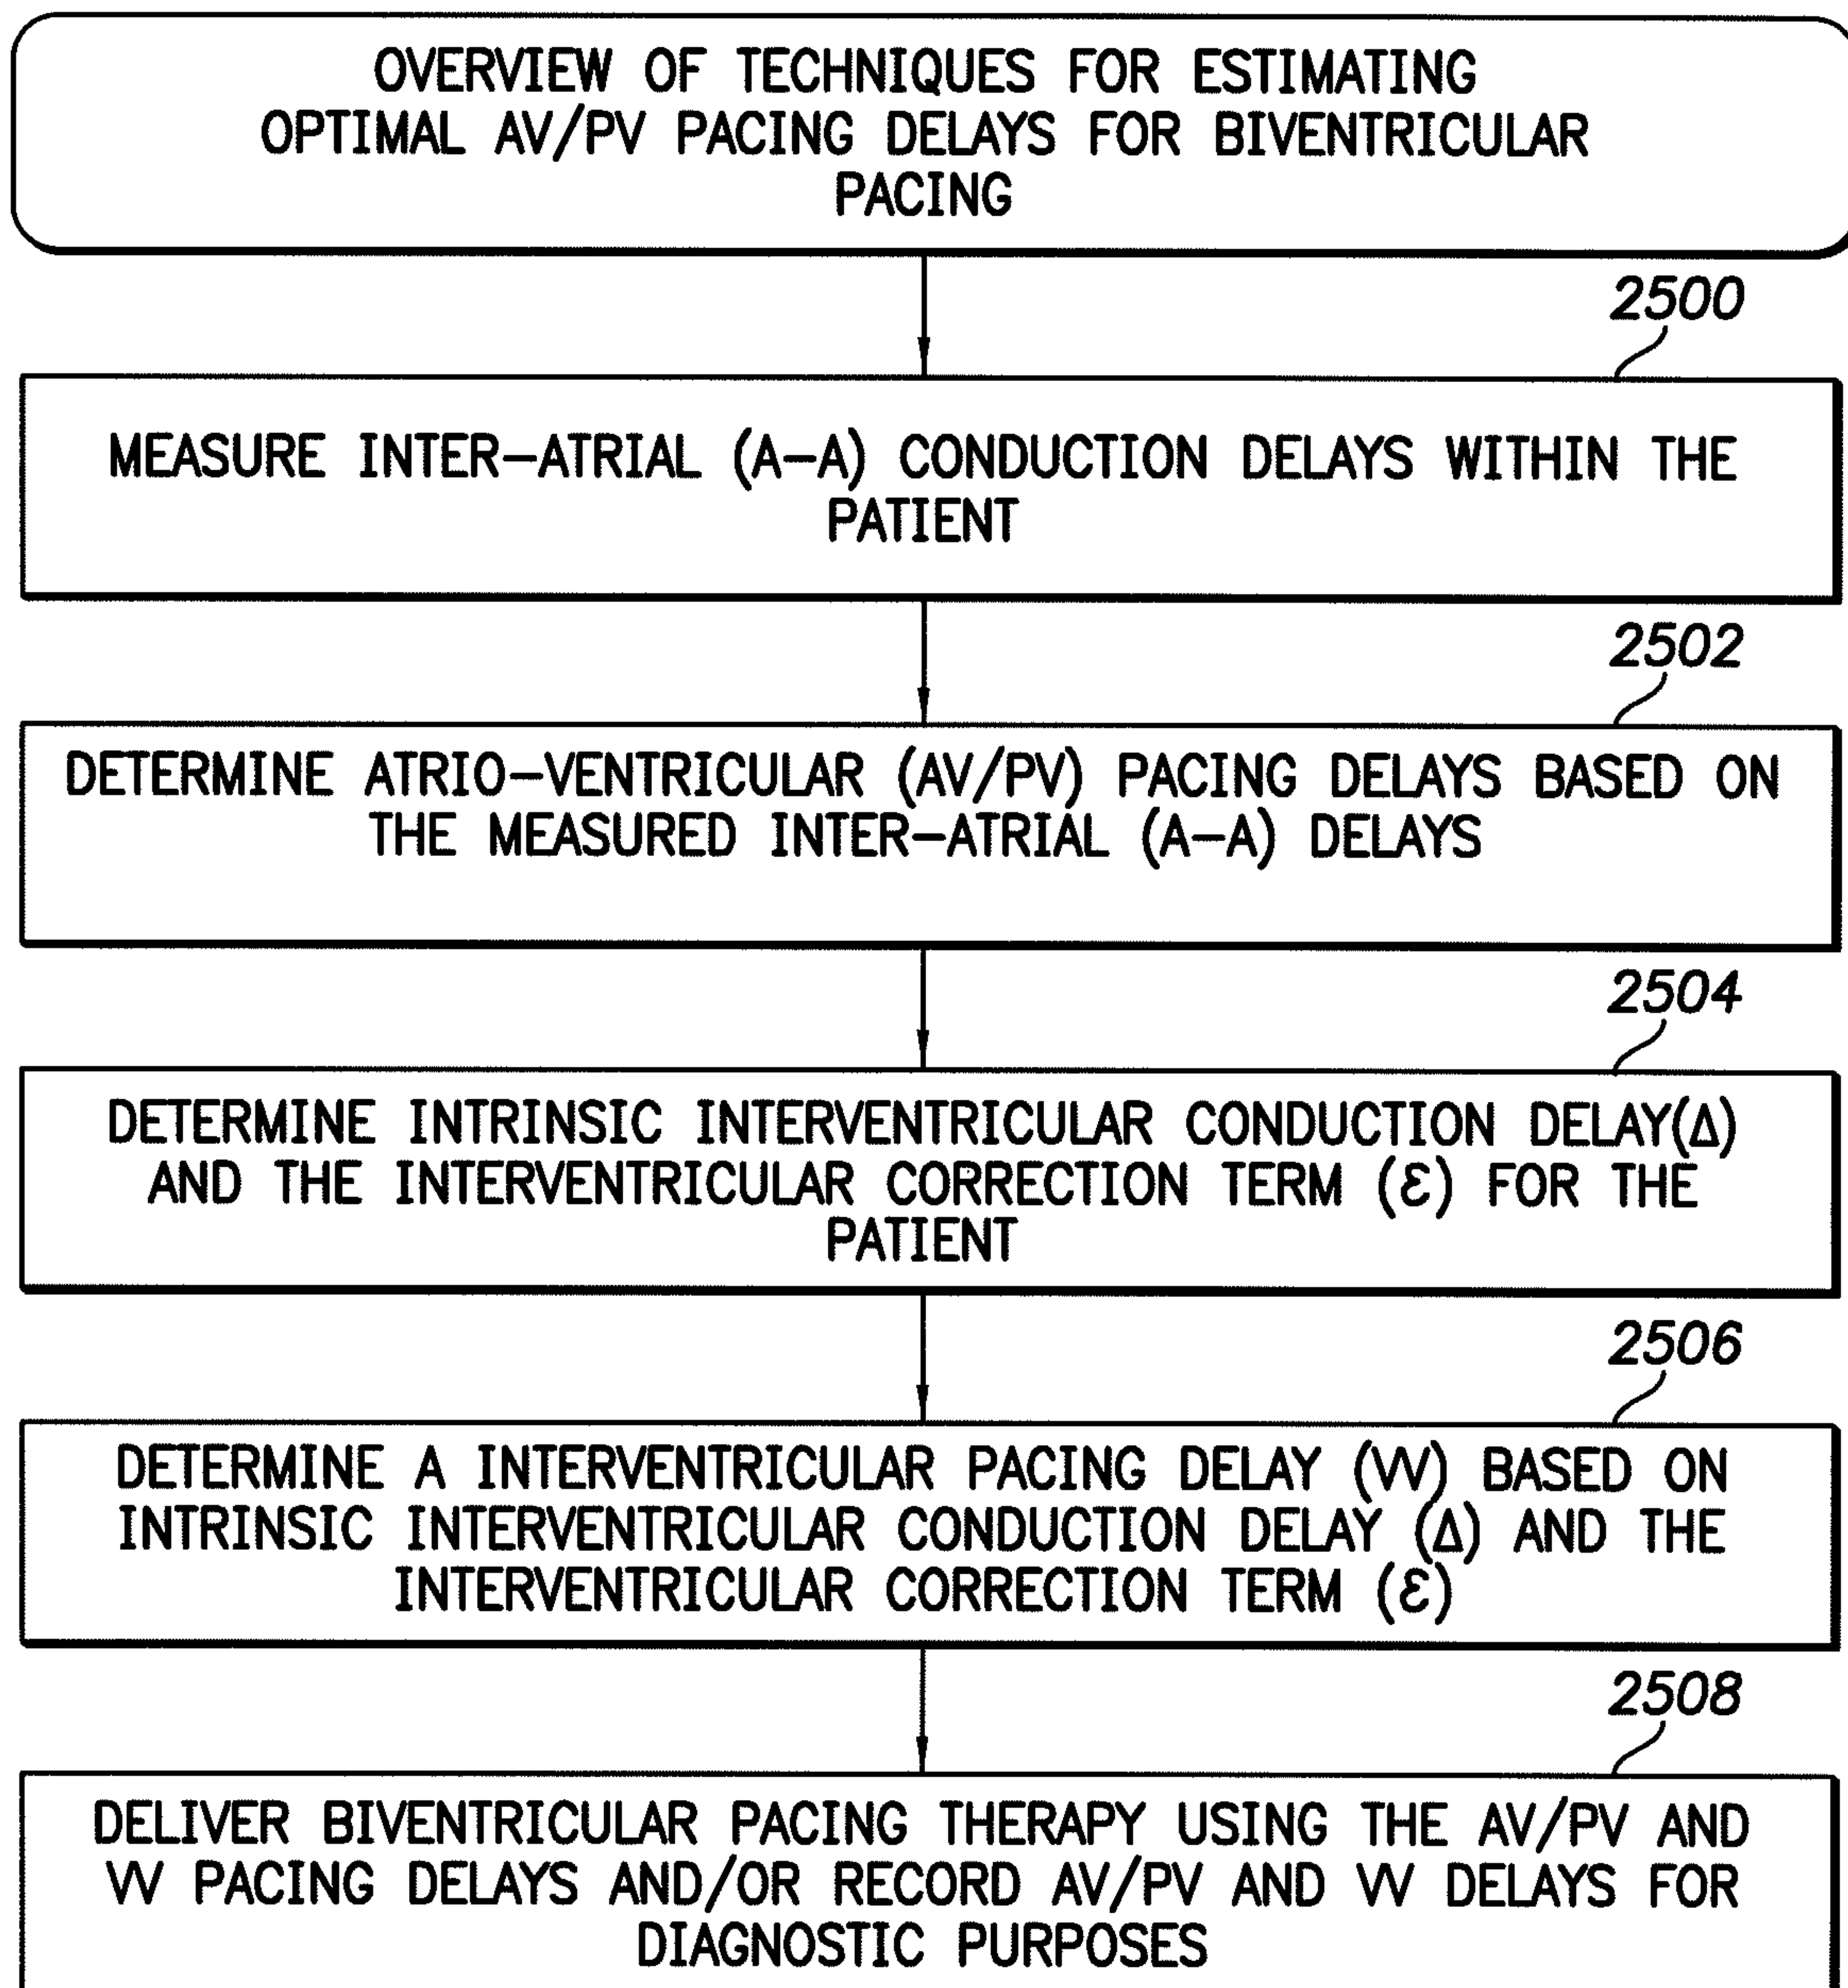 OVERVIEW OF TECHNIQUES FOR ESTIMATING
OPTIMAL AV/PV PACING DELAYS FOR BIVENTRICULAR
PACING
2500
MEASURE INTER-ATRIAL (A-A) CONDUCTION DELAYS WITHIN THE
PATIENT
2502
DETERMINE ATRIO-VENTRICULAR (AV/PV) PACING DELAYS BASED ON
THE MEASURED INTER-ATRIAL (A-A) DELAYS
2504
DETERMINE INTRINSIC INTERVENTRICULAR CONDUCTION DELAY(Δ)
AND THE INTERVENTRICULAR CORRECTION TERM (ε) FOR THE
PATIENT
2506
DETERMINE A INTERVENTRICULAR PACING DELAY (VV) BASED ON
INTRINSIC INTERVENTRICULAR CONDUCTION DELAY (Δ) AND THE
INTERVENTRICULAR CORRECTION TERM (ε)
2508
DELIVER BIVENTRICULAR PACING THERAPY USING THE AV/PV AND
VV PACING DELAYS AND/OR RECORD AV/PV AND VV DELAYS FOR
DIAGNOSTIC PURPOSES